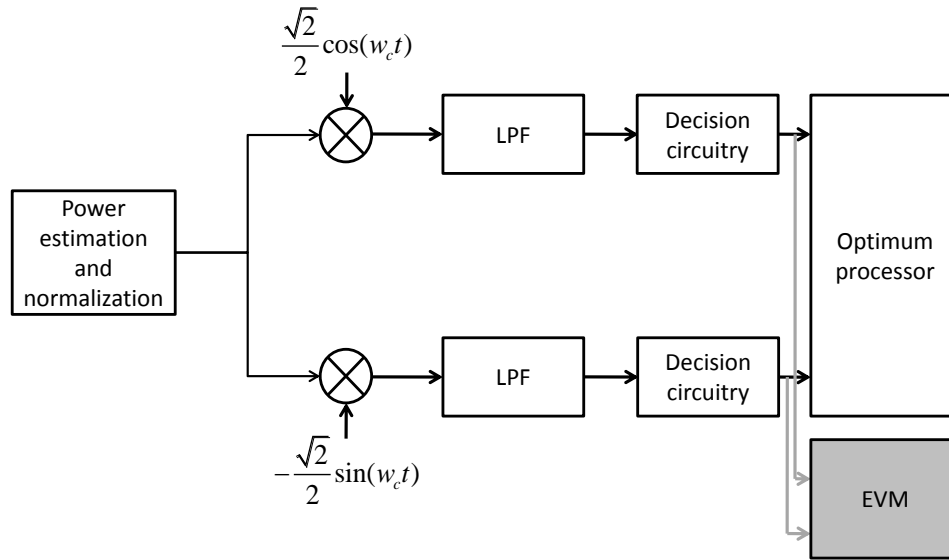 √2/2 cos(w_c t)
LPF
Decision
circuitry
Power
estimation
and
normalization
Optimum
processor
LPF
Decision
circuitry
-√2/2 sin(w_c t)
EVM